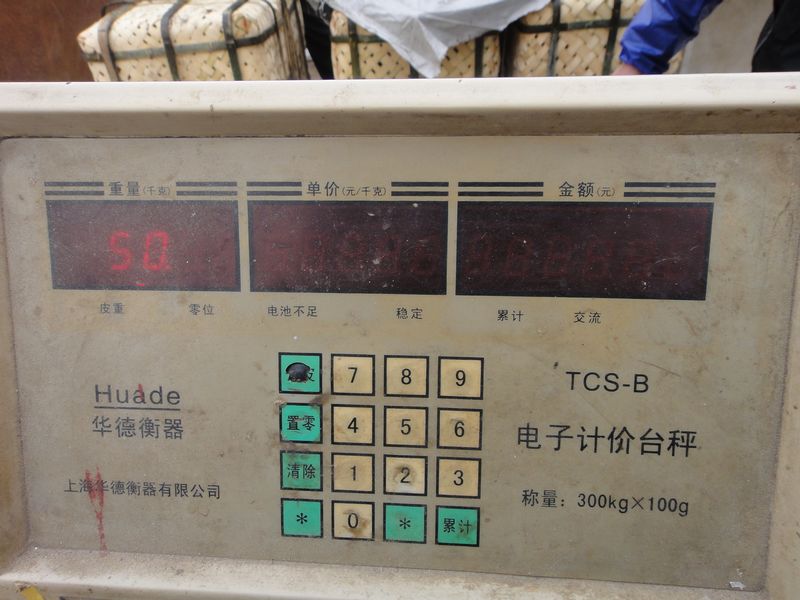 重量(千克) 单价(元/千克) 金额(元)
50
皮重 零位 电池不足 稳定 累计 交流
7 8 9
置零 4 5 6
清除 1 2 3
* 0 * 累计
Huade
华德衡器
上海华德衡器有限公司
TCS-B
电子计价台秤
称量：300kg×100g